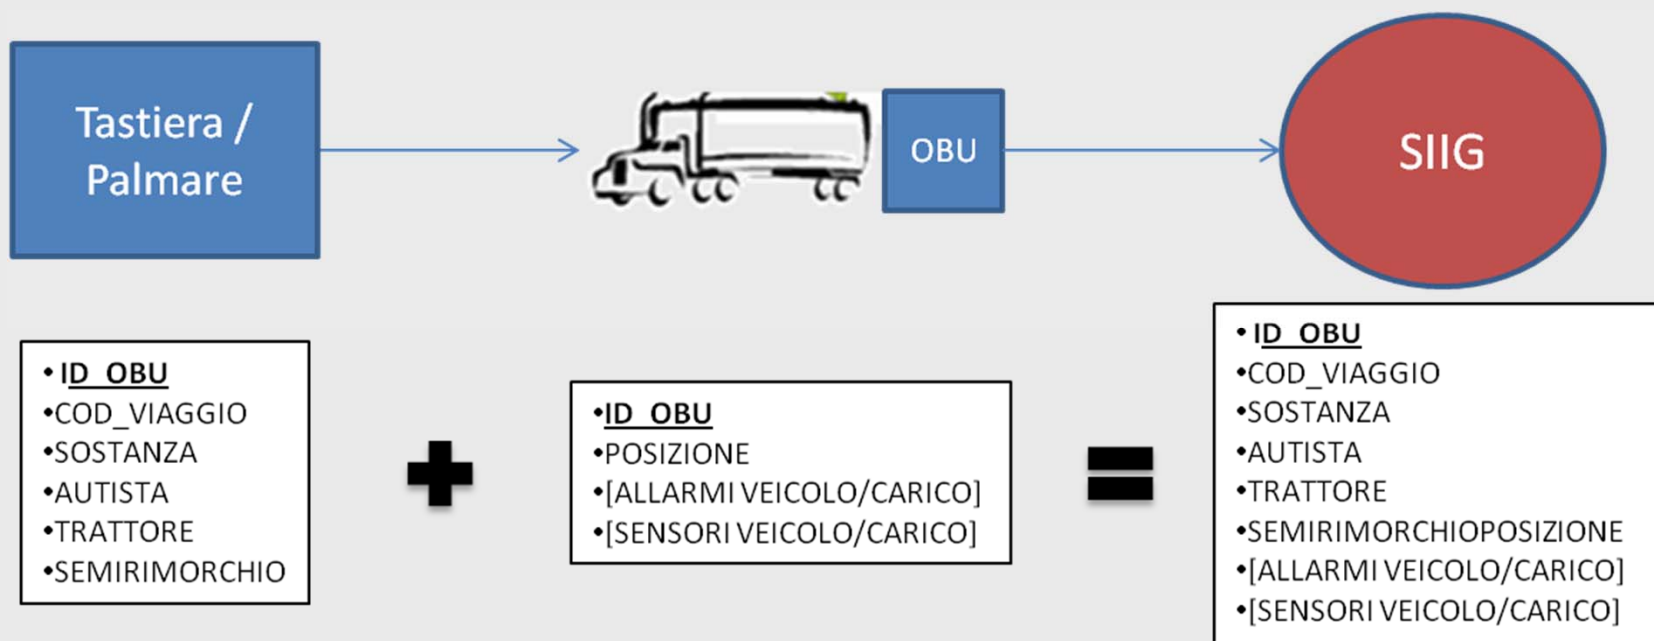 Tastiera /
Palmare
OBU
SIIG
• ID_OBU
•COD_VIAGGIO
•SOSTANZA
•AUTISTA
•TRATTORE
•SEMIRIMORCHIO
•ID_OBU
•POSIZIONE
•[ALLARMI VEICOLO/CARICO]
•[SENSORI VEICOLO/CARICO]
• ID_OBU
•COD_VIAGGIO
•SOSTANZA
•AUTISTA
•TRATTORE
•SEMIRIMORCHIOPOSIZIONE
•[ALLARMI VEICOLO/CARICO]
•[SENSORI VEICOLO/CARICO]